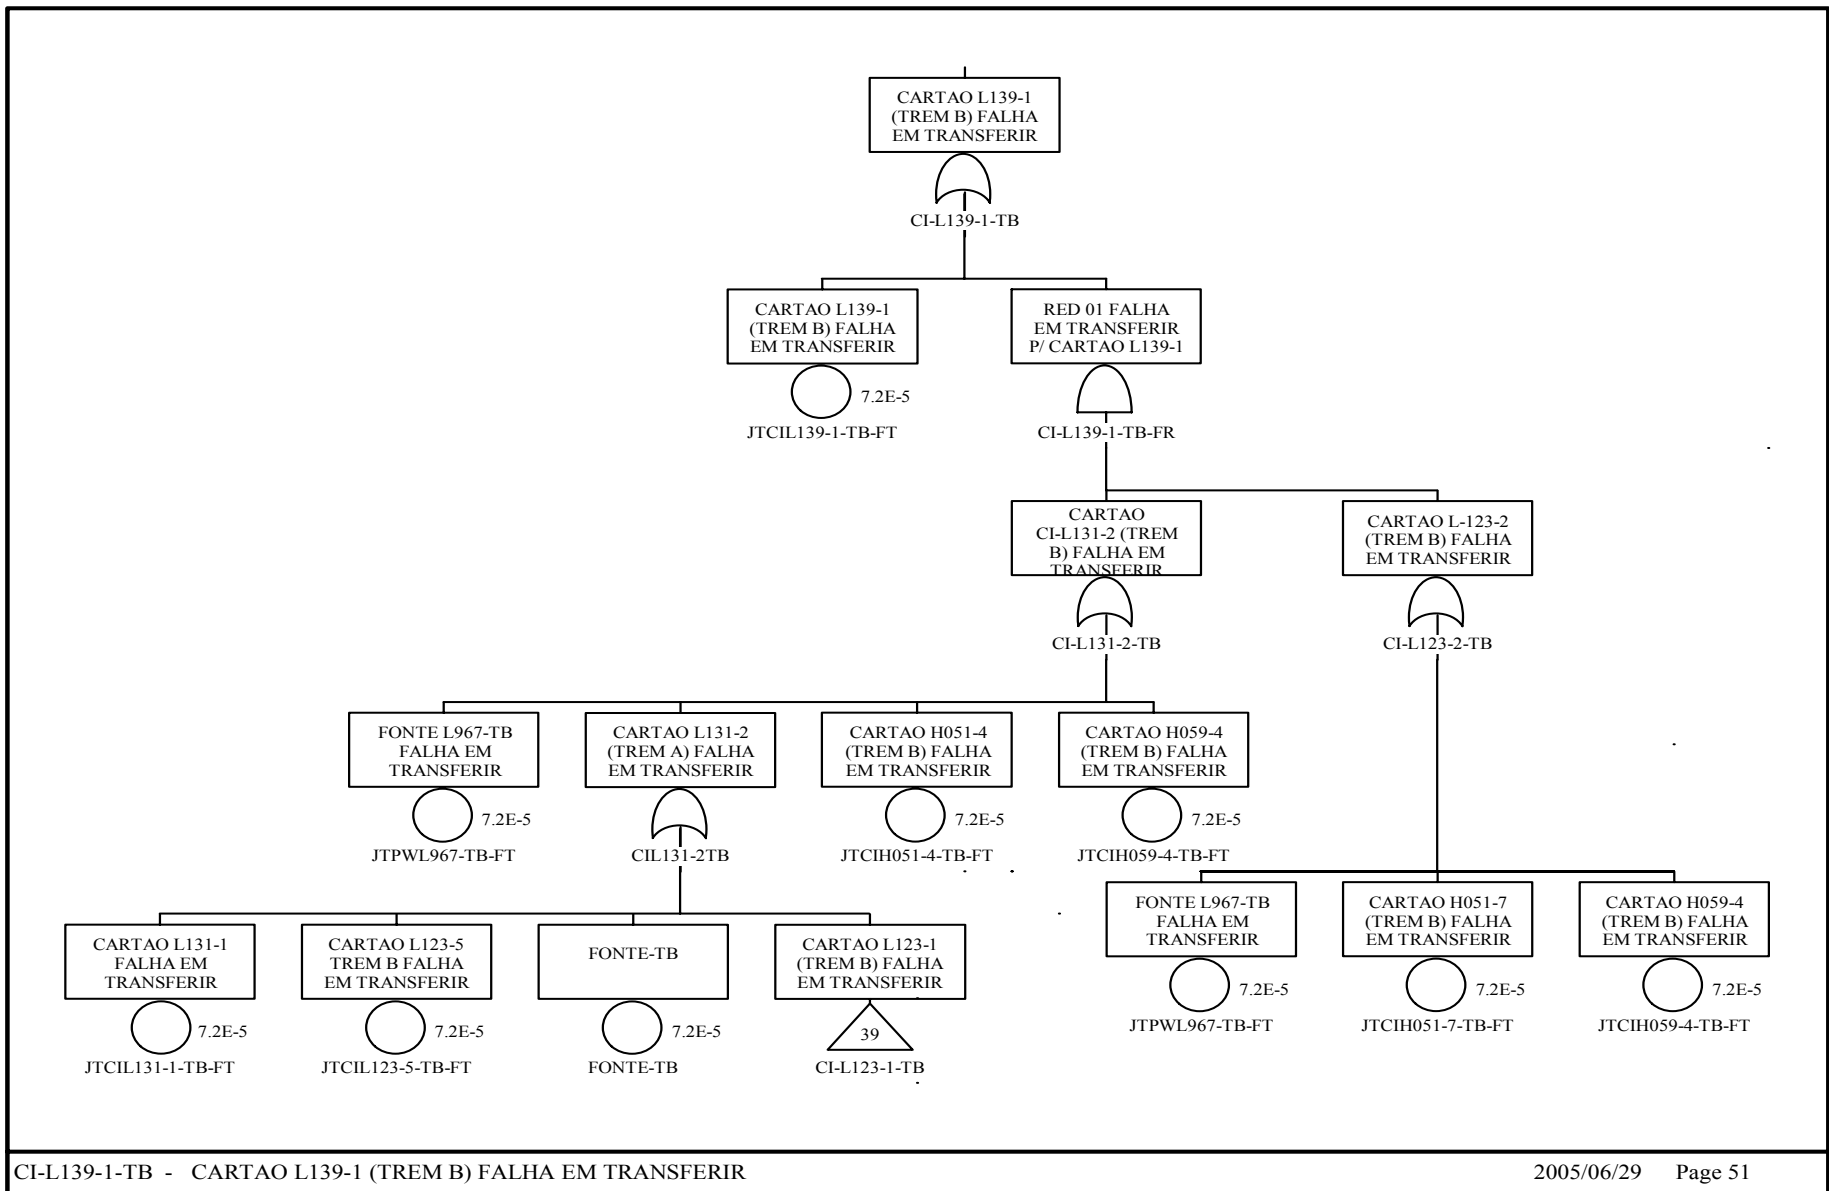 CARTAO L139-1
(TREM B) FALHA
EM TRANSFERIR
CI-L139-1-TB
CARTAO L139-1
(TREM B) FALHA
EM TRANSFERIR
7.2E-5
JTCIL139-1-TB-FT
RED 01 FALHA
EM TRANSFERIR
P/ CARTAO L139-1
CI-L139-1-TB-FR
CARTAO
CI-L131-2 (TREM
B) FALHA EM
TRANSFERIR
CI-L131-2-TB
CARTAO L-123-2
(TREM B) FALHA
EM TRANSFERIR
CI-L123-2-TB
FONTE L967-TB
FALHA EM
TRANSFERIR
7.2E-5
JTPWL967-TB-FT
CARTAO L131-2
(TREM A) FALHA
EM TRANSFERIR
CIL131-2TB
CARTAO H051-4
(TREM B) FALHA
EM TRANSFERIR
7.2E-5
JTCIH051-4-TB-FT
CARTAO H059-4
(TREM B) FALHA
EM TRANSFERIR
7.2E-5
JTCIH059-4-TB-FT
FONTE L967-TB
FALHA EM
TRANSFERIR
7.2E-5
JTPWL967-TB-FT
CARTAO H051-7
(TREM B) FALHA
EM TRANSFERIR
7.2E-5
JTCIH051-7-TB-FT
CARTAO H059-4
(TREM B) FALHA
EM TRANSFERIR
7.2E-5
JTCIH059-4-TB-FT
CARTAO L131-1
FALHA EM
TRANSFERIR
7.2E-5
JTCIL131-1-TB-FT
CARTAO L123-5
TREM B FALHA
EM TRANSFERIR
7.2E-5
JTCIL123-5-TB-FT
FONTE-TB
7.2E-5
FONTE-TB
CARTAO L123-1
(TREM B) FALHA
EM TRANSFERIR
39
CI-L123-1-TB
CI-L139-1-TB - CARTAO L139-1 (TREM B) FALHA EM TRANSFERIR
2005/06/29 Page 51